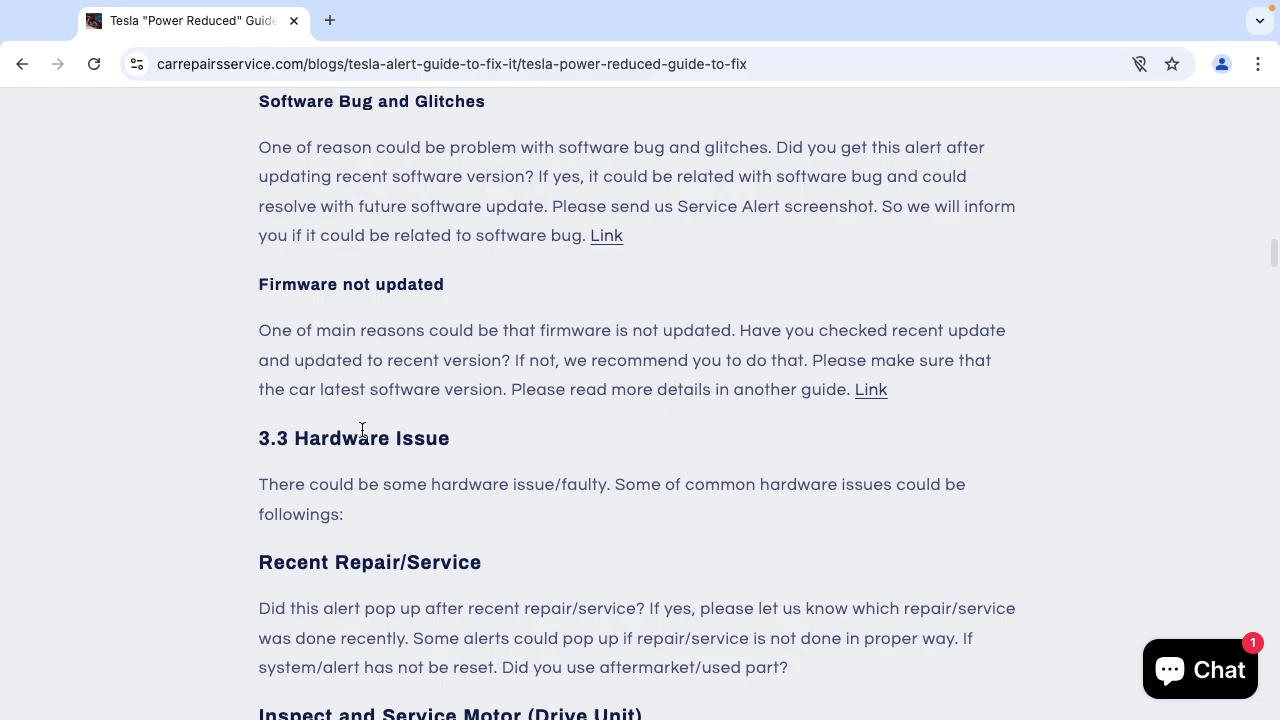 Tesla "Power Reduced" Guide
carrepairsservice.com/blogs/tesla-alert-guide-to-fix-it/tesla-power-reduced-guide-to-fix
Software Bug and Glitches
One of reason could be problem with software bug and glitches. Did you get this alert after
updating recent software version? If yes, it could be related with software bug and could
resolve with future software update. Please send us Service Alert screenshot. So we will inform
you if it could be related to software bug. Link
Firmware not updated
One of main reasons could be that firmware is not updated. Have you checked recent update
and updated to recent version? If not, we recommend you to do that. Please make sure that
the car latest software version. Please read more details in another guide. Link
3.3 Hardware Issue
There could be some hardware issue/faulty. Some of common hardware issues could be
followings:
Recent Repair/Service
Did this alert pop up after recent repair/service? If yes, please let us know which repair/service
was done recently. Some alerts could pop up if repair/service is not done in proper way. If
system/alert has not be reset. Did you use aftermarket/used part?
1
Chat
Inspect and Service Motor (Drive Unit)